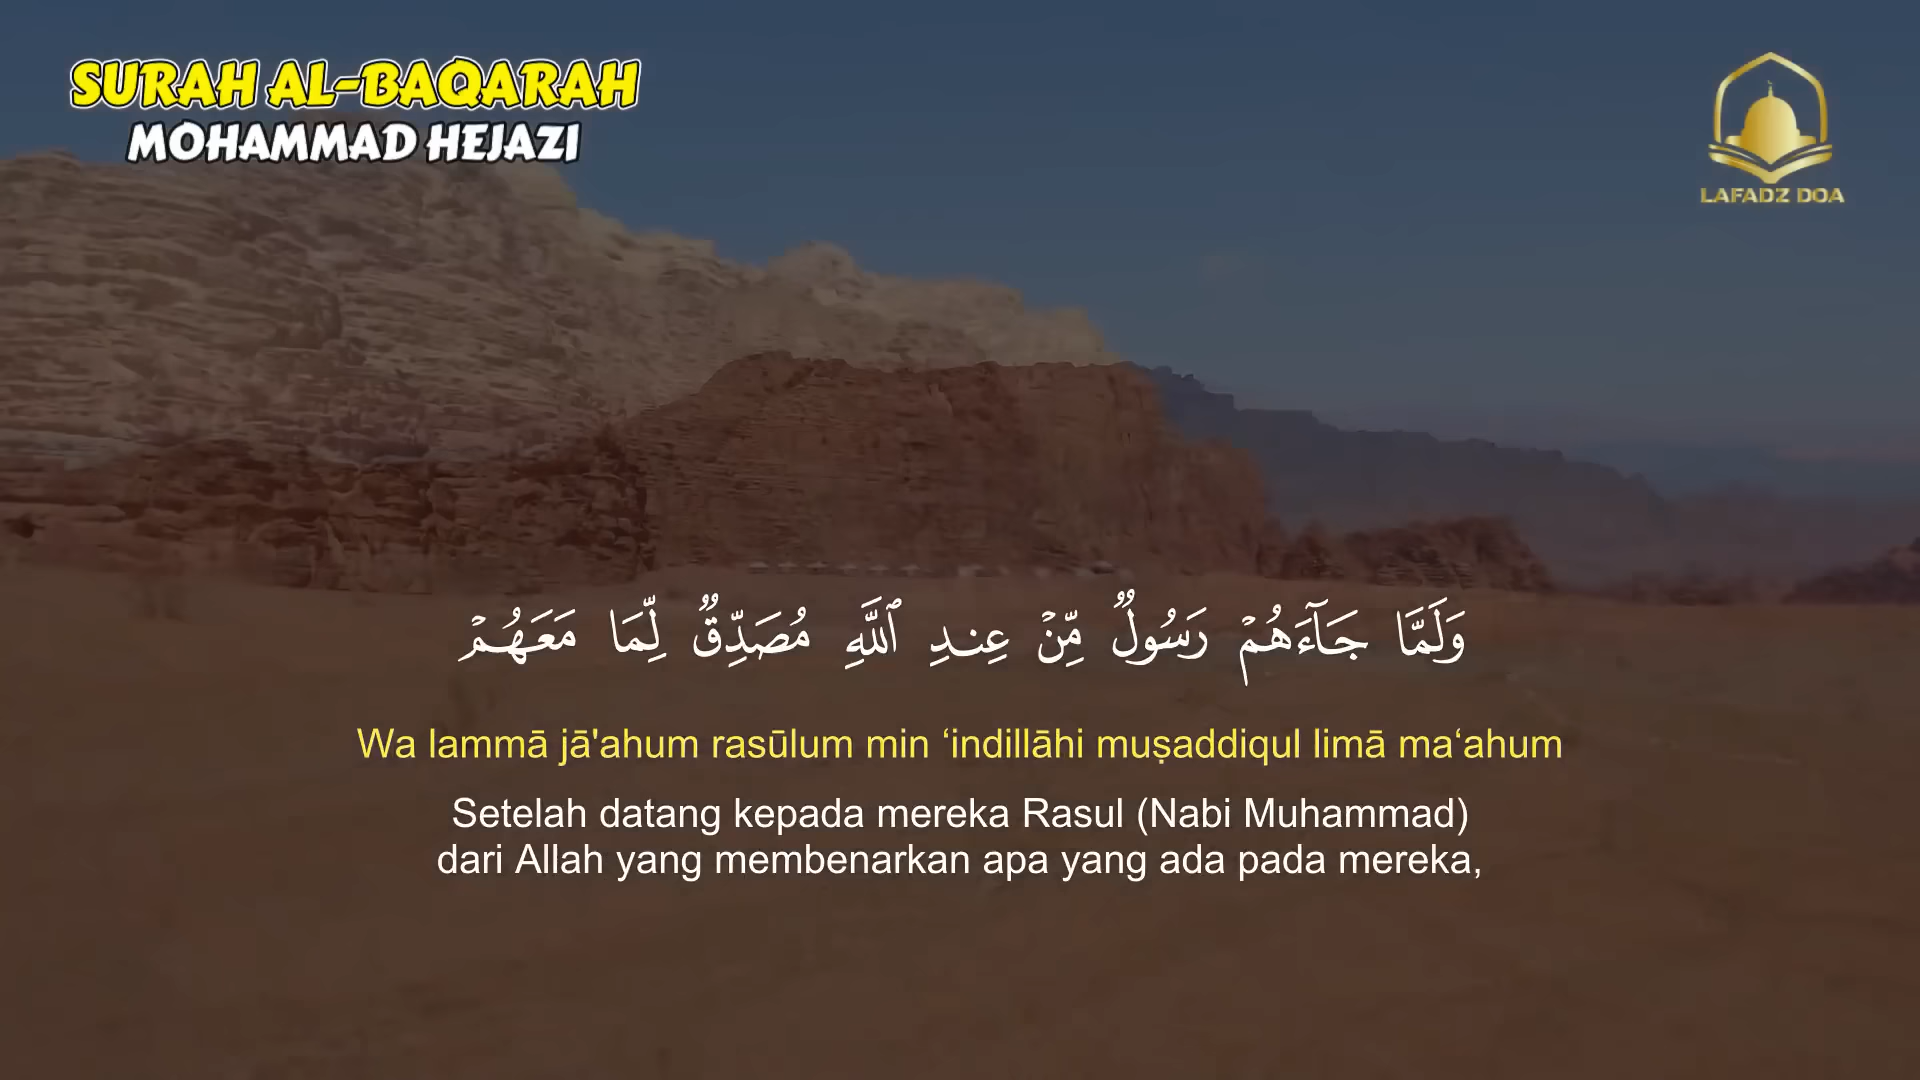 SURAH AL-BAQARAH
MOHAMMAD HEJAZI
LAFADZ DOA
وَلَمَّا جَآءَهُمْ رَسُولٌ مِّنْ عِندِ ٱللَّهِ مُصَدِّقٌ لِّمَا مَعَهُمْ
Wa lammā jā'ahum rasūlum min ‘indillāhi muṣaddiqul limā ma‘ahum
Setelah datang kepada mereka Rasul (Nabi Muhammad)
dari Allah yang membenarkan apa yang ada pada mereka,